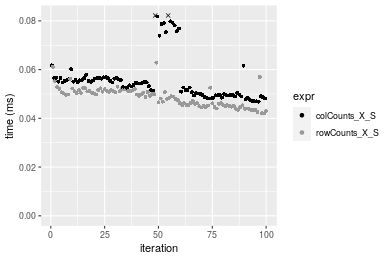 0.08
0.06
0.04
0.02
0.00
time (ms)
0
25
50
75
100
iteration
expr
colCounts_X_S
rowCounts_X_S